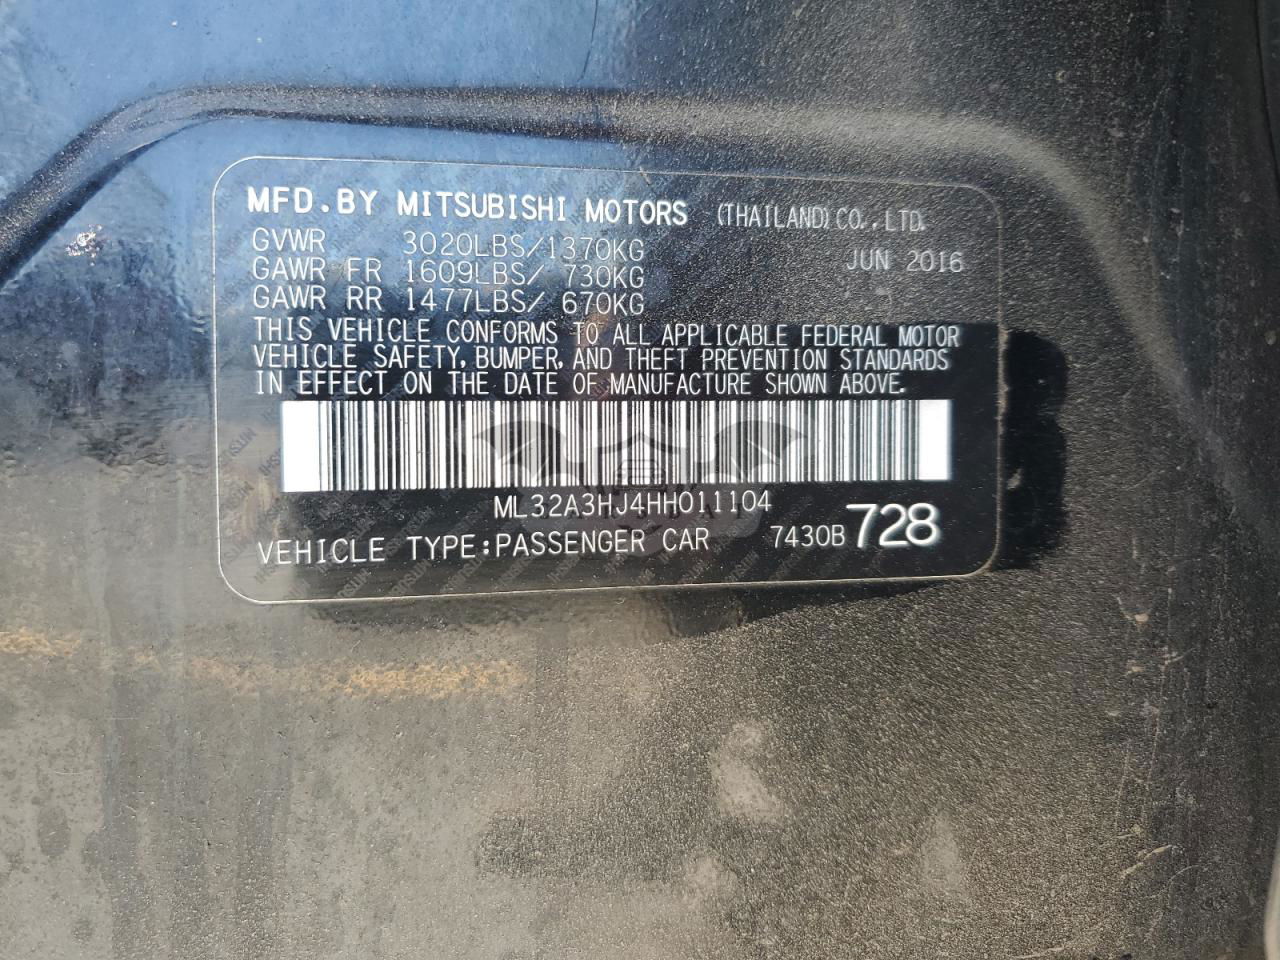 MFD.BY MITSUBISHI MOTORS (THAILAND)CO.,LTD.
GVWR 3020LBS/1370KG JUN 2016
GAWR FR 1609LBS/ 730KG
GAWR RR 1477LBS/ 670KG
THIS VEHICLE CONFORMS TO ALL APPLICABLE FEDERAL MOTOR
VEHICLE SAFETY, BUMPER, AND THEFT PREVENTION STANDARDS
IN EFFECT ON THE DATE OF MANUFACTURE SHOWN ABOVE.
ML32A3HJ4HH011104
VEHICLE TYPE:PASSENGER CAR 7430B 728